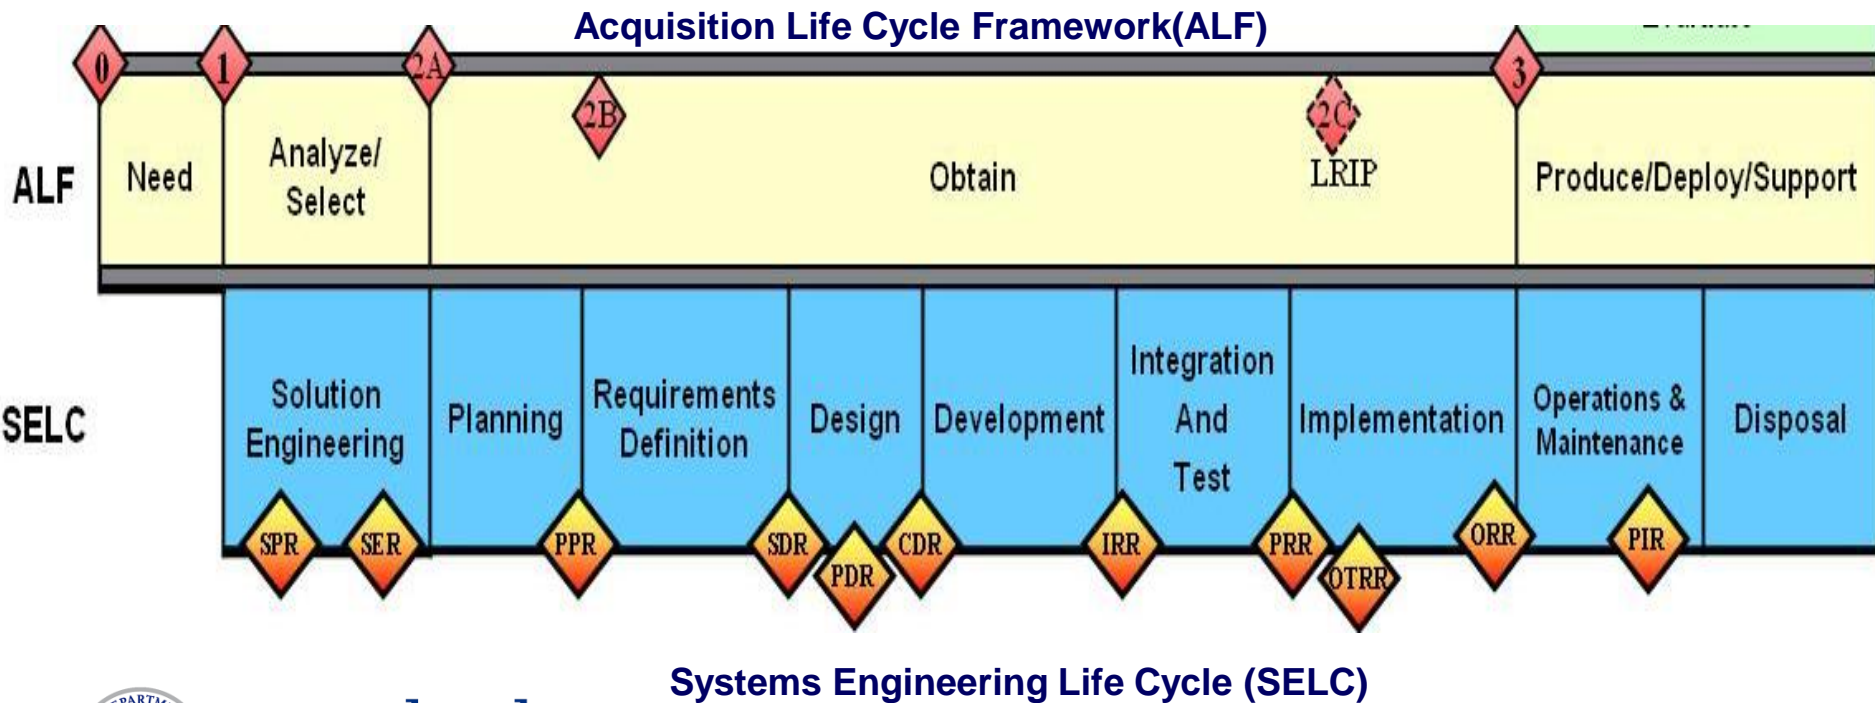 Acquisition Life Cycle Framework(ALF)
0
1
2A
3
2B
2C
LRIP
ALF
Need
Analyze/
Select
Obtain
Produce/Deploy/Support
SELC
Solution
Engineering
Planning
Requirements
Definition
Design
Development
Integration
And
Test
Implementation
Operations &
Maintenance
Disposal
SPR
SER
PPR
SDR
PDR
CDR
IRR
PRR
OTRR
ORR
PIR
Systems Engineering Life Cycle (SELC)